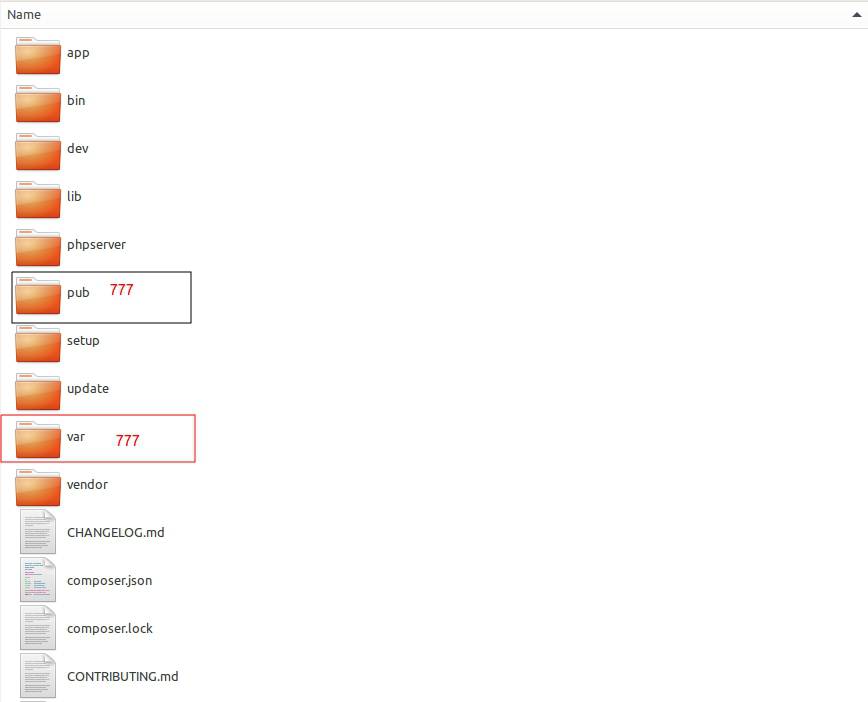 Name
app
bin
dev
lib
phpserver
pub 777
setup
update
var 777
vendor
CHANGELOG.md
composer.json
composer.lock
CONTRIBUTING.md